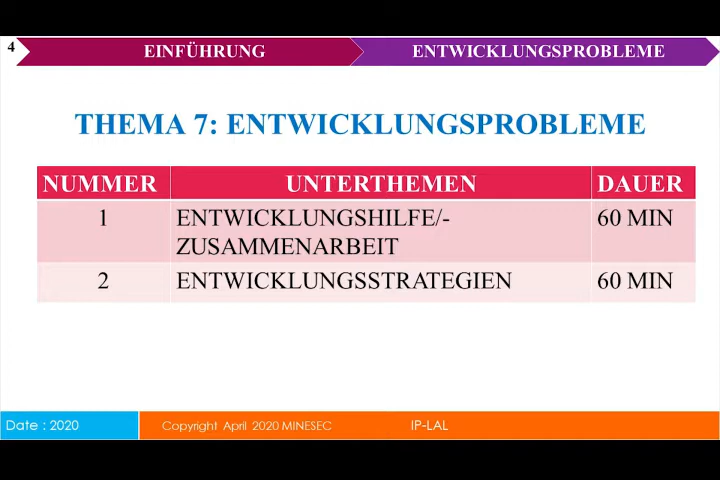 4
EINFÜHRUNG
ENTWICKLUNGSPROBLEME
THEMA 7: ENTWICKLUNGSPROBLEME
NUMMER UNTERTHEMEN DAUER
1 ENTWICKLUNGSHILFE/- 60 MIN
ZUSAMMENARBEIT
2 ENTWICKLUNGSSTRATEGIEN 60 MIN
Date : 2020 Copyright April 2020 MINESEC IP-LAL